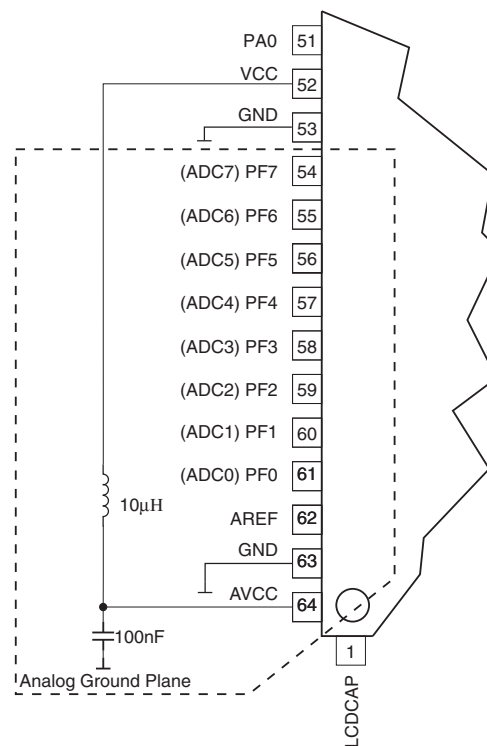 PA0 51
VCC 52
GND 53
(ADC7) PF7 54
(ADC6) PF6 55
(ADC5) PF5 56
(ADC4) PF4 57
(ADC3) PF3 58
(ADC2) PF2 59
(ADC1) PF1 60
(ADC0) PF0 61
10μH
AREF 62
GND 63
AVCC 64
100nF
1
Analog Ground Plane
LCDCAP